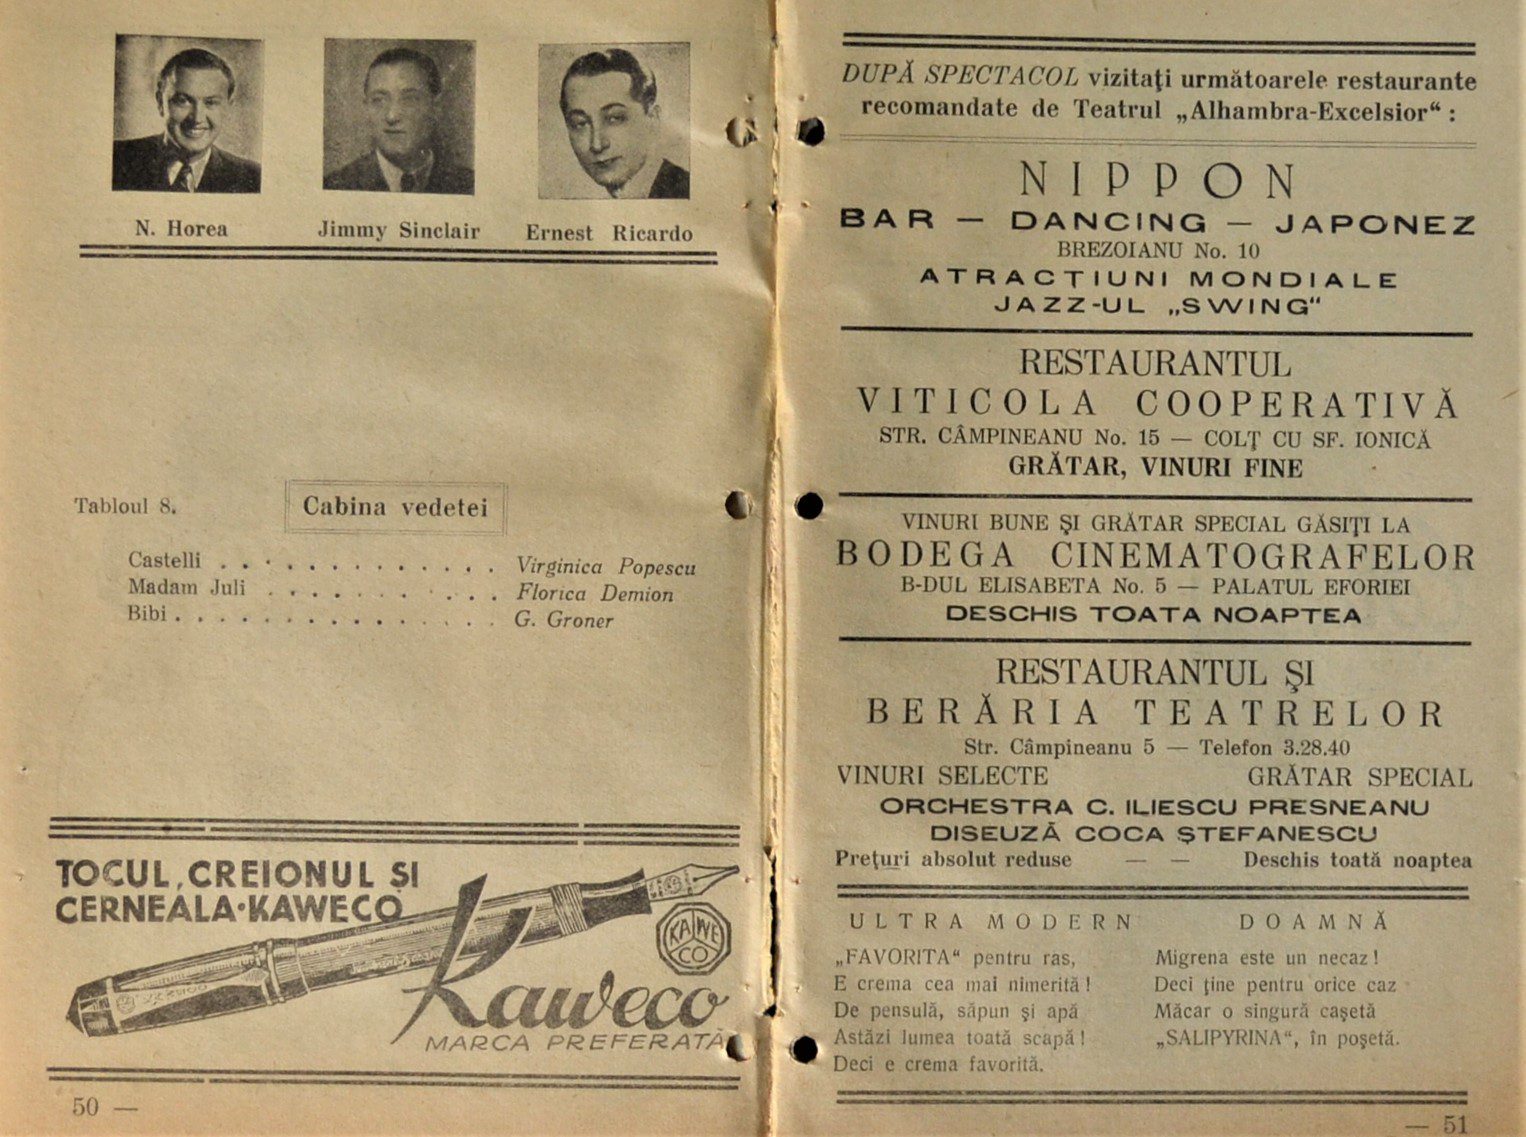 N. Horea
Jimmy Sinclair
Ernest Ricardo
Tabloul 8.
Cabina vedetei
Castelli . . . . . . . . . . . . . Virginica Popescu
Madam Juli . . . . . . . . . . . Florica Demion
Bibi . . . . . . . . . . . . . . . . G. Groner
TOCUL, CREIONUL SI
CERNEALA-KAWECO
KAWE
CO
Kaweco
MARCA PREFERATĂ
50 —
DUPĂ SPECTACOL vizitaţi următoarele restaurante
recomandate de Teatrul „Alhambra-Excelsior“ :
NIPPON
BAR — DANCING — JAPONEZ
BREZOIANU No. 10
ATRACŢIUNI MONDIALE
JAZZ-UL „SWING“
RESTAURANTUL
VITICOLA COOPERATIVĂ
STR. CÂMPINEANU No. 15 — COLŢ CU SF. IONICĂ
GRĂTAR, VINURI FINE
VINURI BUNE ŞI GRĂTAR SPECIAL GĂSIŢI LA
BODEGA CINEMATOGRAFELOR
B-DUL ELISABETA No. 5 — PALATUL EFORIEI
DESCHIS TOATA NOAPTEA
RESTAURANTUL ŞI
BERĂRIA TEATRELOR
Str. Câmpineanu 5 — Telefon 3.28.40
VINURI SELECTE GRĂTAR SPECIAL
ORCHESTRA C. ILIESCU PRESNEANU
DISEUZĂ COCA ŞTEFANESCU
Preţuri absolut reduse — — Deschis toată noaptea
ULTRA MODERN
„FAVORITA“ pentru ras,
E crema cea mai nimerită !
De pensulă, săpun şi apă
Astăzi lumea toată scapă !
Deci e crema favorită.
DOAMNĂ
Migrena este un necaz !
Deci ţine pentru orice caz
Măcar o singură caşetă
„SALIPYRINA“, în poşetă.
— 51